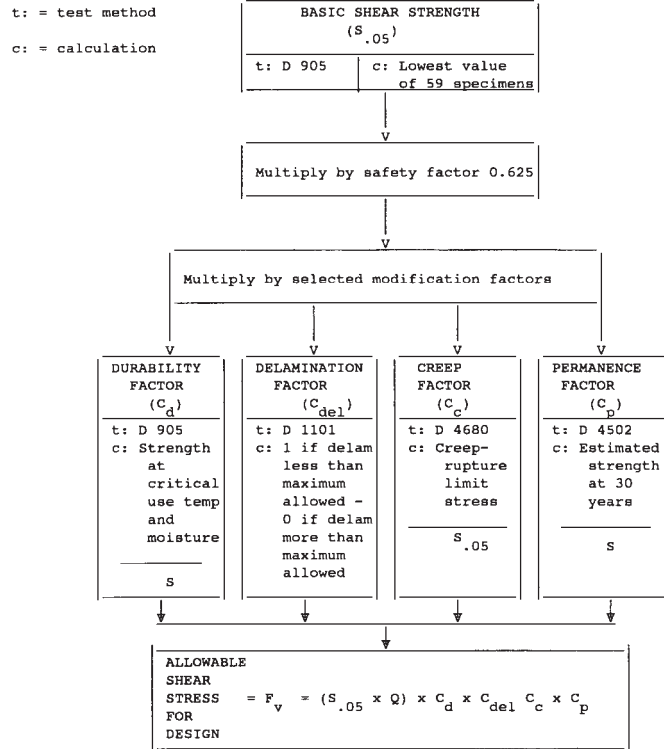 t: = test method
c: = calculation
BASIC SHEAR STRENGTH
(S.05)
t: D 905
c: Lowest value
of 59 specimens
Multiply by safety factor 0.625
Multiply by selected modification factors
DURABILITY
FACTOR
(Cd)
t: D 905
c: Strength
at
critical
use temp
and
moisture
S
DELAMINATION
FACTOR
(Cdel)
t: D 1101
c: 1 if delam
less than
maximum
allowed -
0 if delam
more than
maximum
allowed
CREEP
FACTOR
(Cc)
t: D 4680
c: Creep-
rupture
limit
stress
S.05
PERMANENCE
FACTOR
(Cp)
t: D 4502
c: Estimated
strength
at 30
years
S
ALLOWABLE
SHEAR
STRESS = Fv = (S.05 x Q) x Cd x Cdel Cc x Cp
FOR
DESIGN